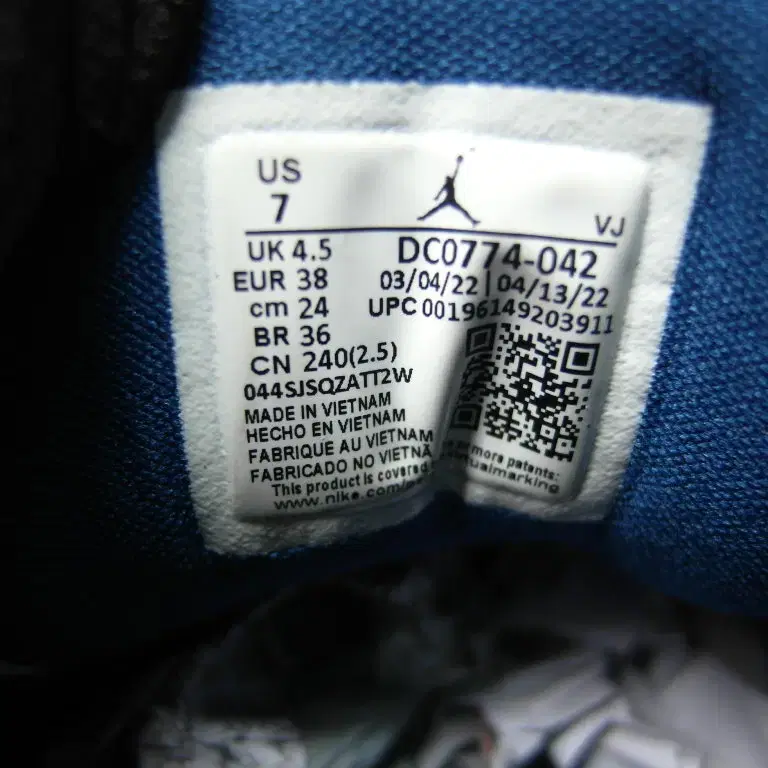 US
7
VJ
UK 4.5
EUR 38
cm 24
BR 36
CN 240(2.5)
044SJSQZATT2W
MADE IN VIETNAM
HECHO EN VIETNAM
FABRIQUE AU VIETNAM
FABRICADO NO VIETNÃ
This product is covered
www.nike.com/
DC0774-042
03/04/22 | 04/13/22
UPC 00196149203911
more patents:
tualmarking